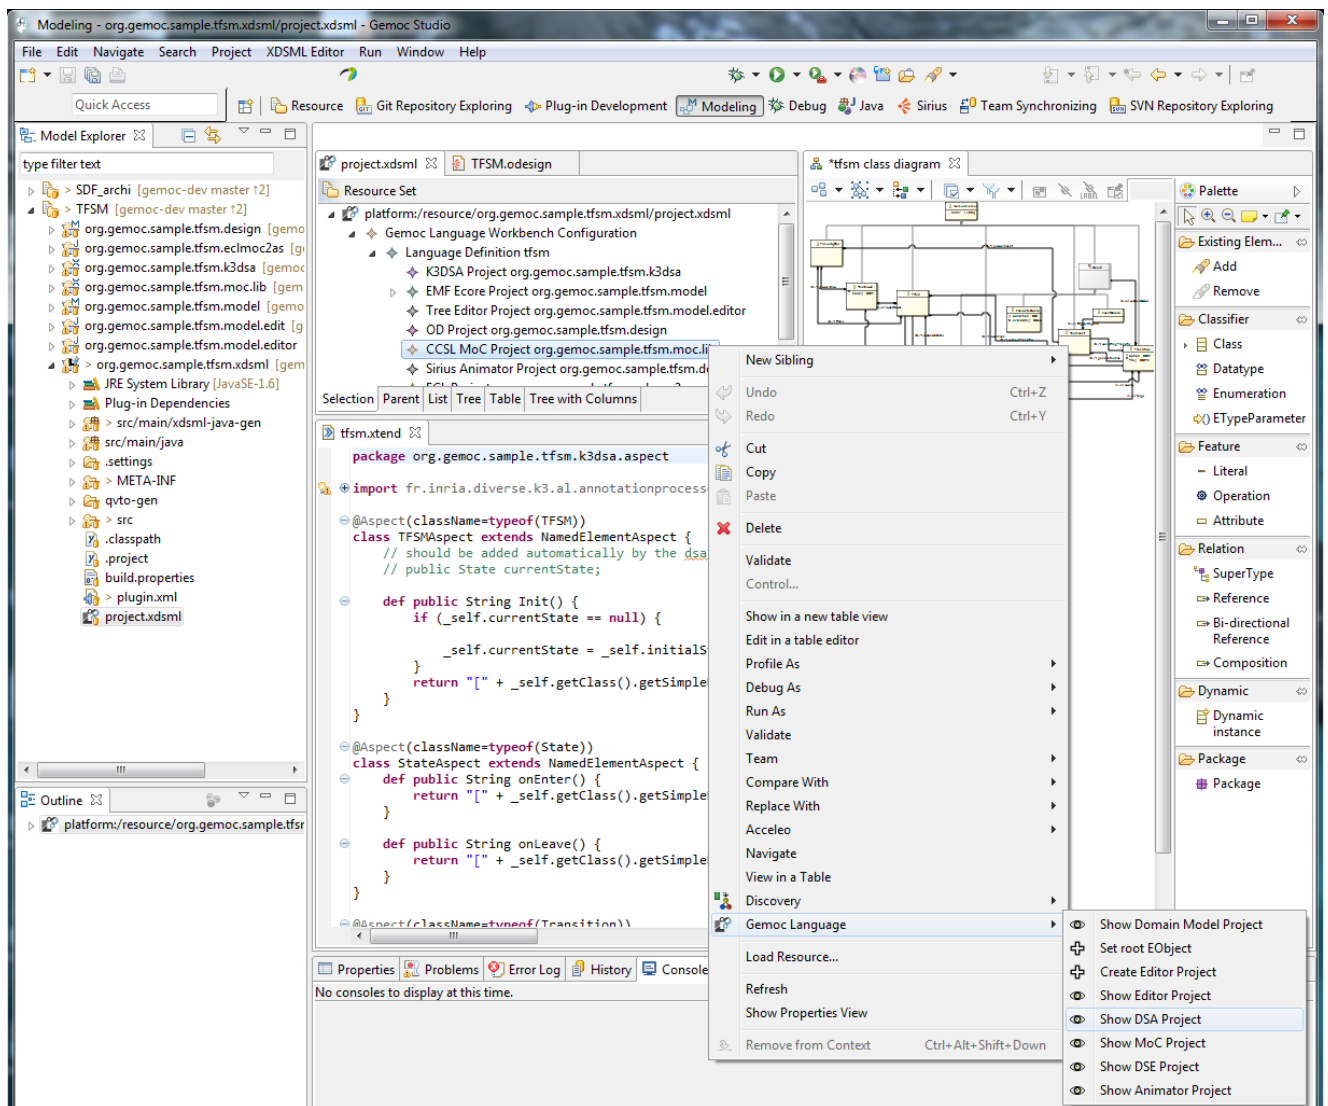 Modeling - org.gemoc.sample.tfsm.xdsml/project.xdsml - Gemoc Studio
File Edit Navigate Search Project XDSML Editor Run Window Help
Quick Access
Resource Git Repository Exploring Plug-in Development Modeling Debug Java Sirius Team Synchronizing SVN Repository Exploring
Model Explorer
type filter text
> SDF_archi [gemoc-dev master ↑2]
> TFSM [gemoc-dev master ↑2]
org.gemoc.sample.tfsm.design [gemo
org.gemoc.sample.tfsm.eclmoc2as [g
org.gemoc.sample.tfsm.k3dsa [gemoc
org.gemoc.sample.tfsm.moc.lib [gem
org.gemoc.sample.tfsm.model [gemo
org.gemoc.sample.tfsm.model.edit [g
org.gemoc.sample.tfsm.model.editor
> org.gemoc.sample.tfsm.xdsml [gem
JRE System Library [JavaSE-1.6]
Plug-in Dependencies
> src/main/xdsml-java-gen
src/main/java
.settings
> META-INF
qvto-gen
> src
.classpath
.project
build.properties
> plugin.xml
project.xdsml
Outline
platform:/resource/org.gemoc.sample.tfsr
project.xdsml TFSM.odesign
Resource Set
platform:/resource/org.gemoc.sample.tfsm.xdsml/project.xdsml
Gemoc Language Workbench Configuration
Language Definition tfsm
K3DSA Project org.gemoc.sample.tfsm.k3dsa
EMF Ecore Project org.gemoc.sample.tfsm.model
Tree Editor Project org.gemoc.sample.tfsm.model.editor
OD Project org.gemoc.sample.tfsm.design
CCSL MoC Project org.gemoc.sample.tfsm.moc.lib
Sirius Animator Project org.gemoc.sample.tfsm.de
Selection Parent List Tree Table Tree with Columns
tfsm.xtend
package org.gemoc.sample.tfsm.k3dsa.aspect
import fr.inria.diverse.k3.al.annotationprocess
@Aspect(className=typeof(TFSM))
class TFSMAspect extends NamedElementAspect {
// should be added automatically by the dsa
// public State currentState;
def public String Init() {
if (_self.currentState == null) {
_self.currentState = _self.initialS
}
return "[" + _self.getClass().getSimple
}
}
@Aspect(className=typeof(State))
class StateAspect extends NamedElementAspect {
def public String onEnter() {
return "[" + _self.getClass().getSimple
}
def public String onLeave() {
return "[" + _self.getClass().getSimple
}
}
@Aspect(className=typeof(Transition))
Properties Problems Error Log History Console
No consoles to display at this time.
*tfsm class diagram
Palette
Existing Elem...
Add
Remove
Classifier
Class
Datatype
Enumeration
ETypeParameter
Feature
Literal
Operation
Attribute
Relation
SuperType
Reference
Bi-directional
Reference
Composition
Dynamic
Dynamic
instance
Package
Package
New Sibling
Undo Ctrl+Z
Redo Ctrl+Y
Cut
Copy
Paste
Delete
Validate
Control...
Show in a new table view
Edit in a table editor
Profile As
Debug As
Run As
Validate
Team
Compare With
Replace With
Acceleo
Navigate
View in a Table
Discovery
Gemoc Language
Load Resource...
Refresh
Show Properties View
Remove from Context Ctrl+Alt+Shift+Down
Show Domain Model Project
Set root EObject
Create Editor Project
Show Editor Project
Show DSA Project
Show MoC Project
Show DSE Project
Show Animator Project